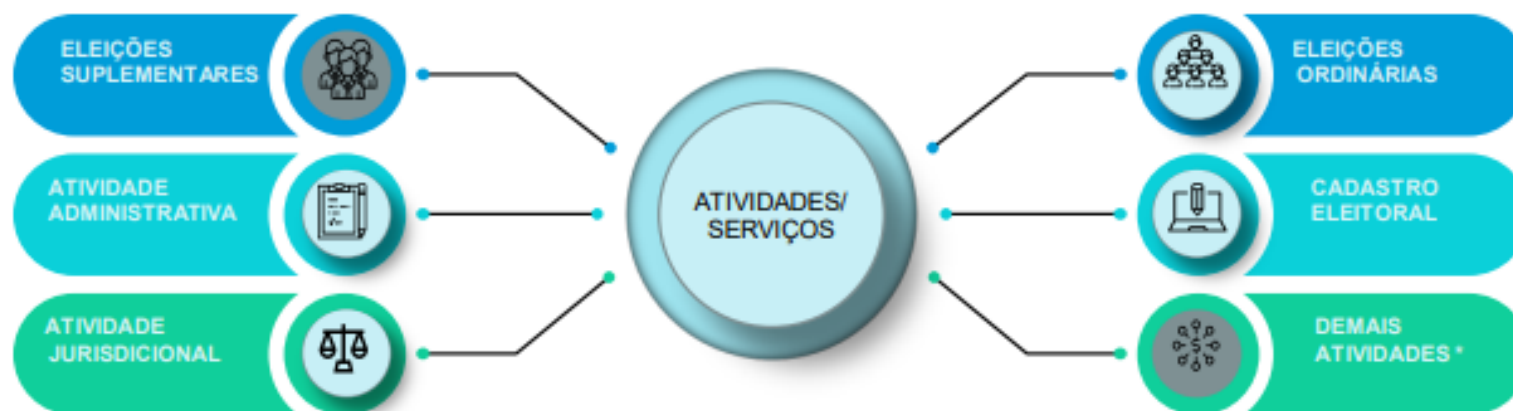 ELEIÇÕES
SUPLEMENTARES
ATIVIDADE
ADMINISTRATIVA
ATIVIDADE
JURISDICIONAL
ATIVIDADES/
SERVIÇOS
ELEIÇÕES
ORDINÁRIAS
CADASTRO
ELEITORAL
DEMAIS
ATIVIDADES *